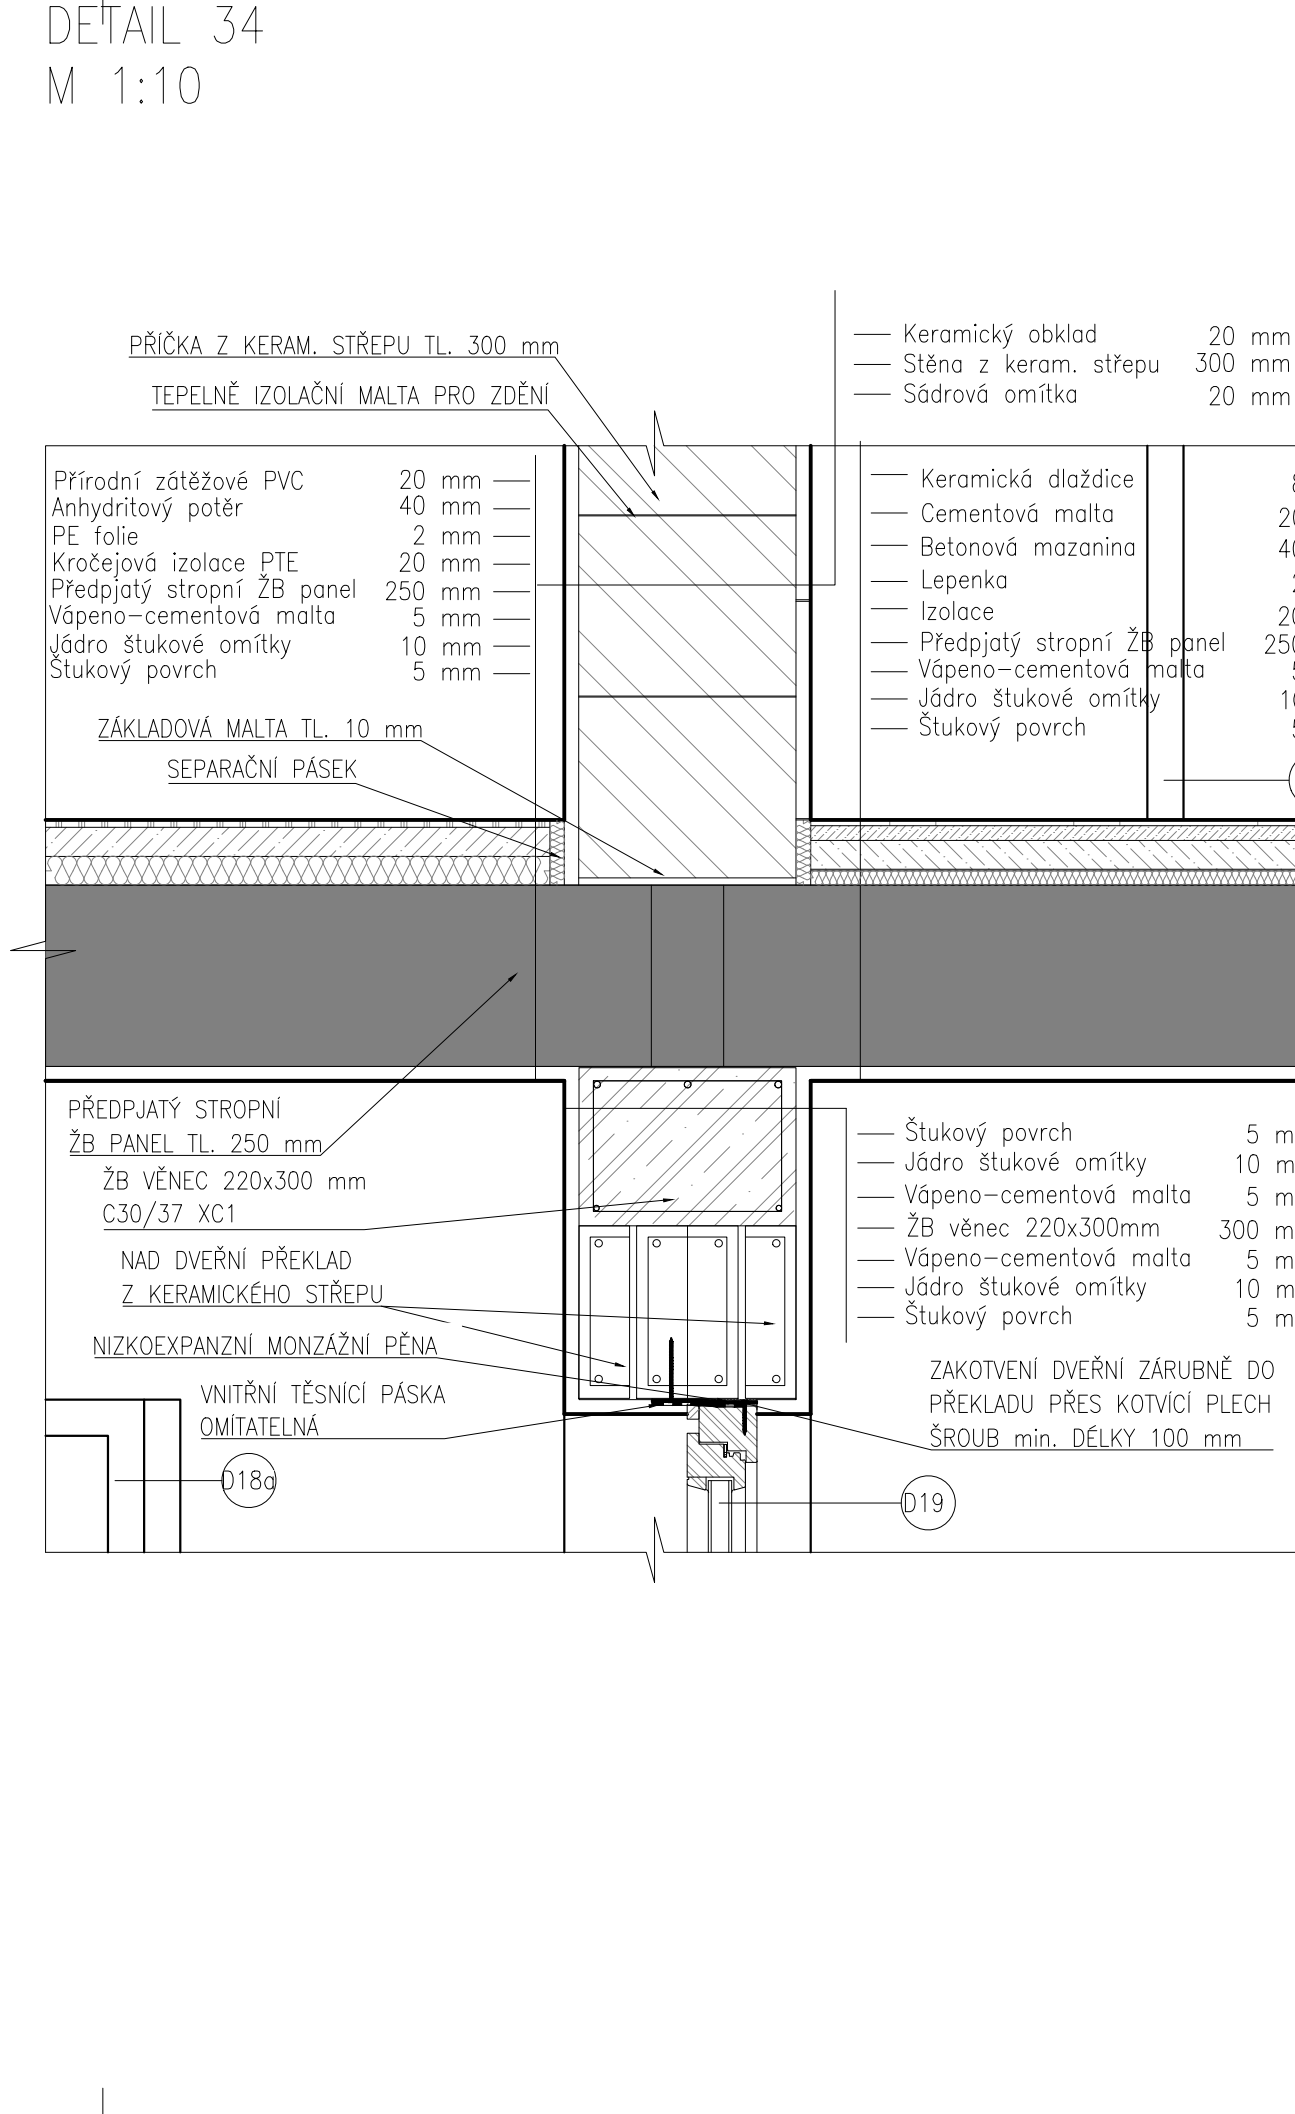 DETAIL 34
M 1:10
PŘÍČKA Z KERAM. STŘEPU TL. 300 mm
TEPELNĚ IZOLAČNÍ MALTA PRO ZDĚNÍ
Keramický obklad 20 mm
Stěna z keram. střepu 300 mm
Sádrová omítka 20 mm
Přírodní zátěžové PVC 20 mm
Anhydritový potěr 40 mm
PE folie 2 mm
Kročejová izolace PTE 20 mm
Předpjatý stropní ŽB panel 250 mm
Vápeno-cementová malta 5 mm
Jádro štukové omítky 10 mm
Štukový povrch 5 mm
Keramická dlaždice
Cementová malta 20
Betonová mazanina 40
Lepenka
Izolace 20
Předpjatý stropní ŽB panel 250
Vápeno-cementová malta
Jádro štukové omítky 10
Štukový povrch
ZÁKLADOVÁ MALTA TL. 10 mm
SEPARAČNÍ PÁSEK
PŘEDPJATÝ STROPNÍ
ŽB PANEL TL. 250 mm
ŽB VĚNEC 220x300 mm
C30/37 XC1
NAD DVEŘNÍ PŘEKLAD
Z KERAMICKÉHO STŘEPU
NIZKOEXPANZNÍ MONZÁŽNÍ PĚNA
VNITŘNÍ TĚSNÍCÍ PÁSKA
OMÍTATELNÁ
D18a
Štukový povrch 5 m
Jádro štukové omítky 10 m
Vápeno-cementová malta 5 m
ŽB věnec 220x300mm 300 m
Vápeno-cementová malta 5 m
Jádro štukové omítky 10 m
Štukový povrch 5 m
ZAKOTVENÍ DVEŘNÍ ZÁRUBNĚ DO
PŘEKLADU PŘES KOTVÍCÍ PLECH
ŠROUB min. DÉLKY 100 mm
D19